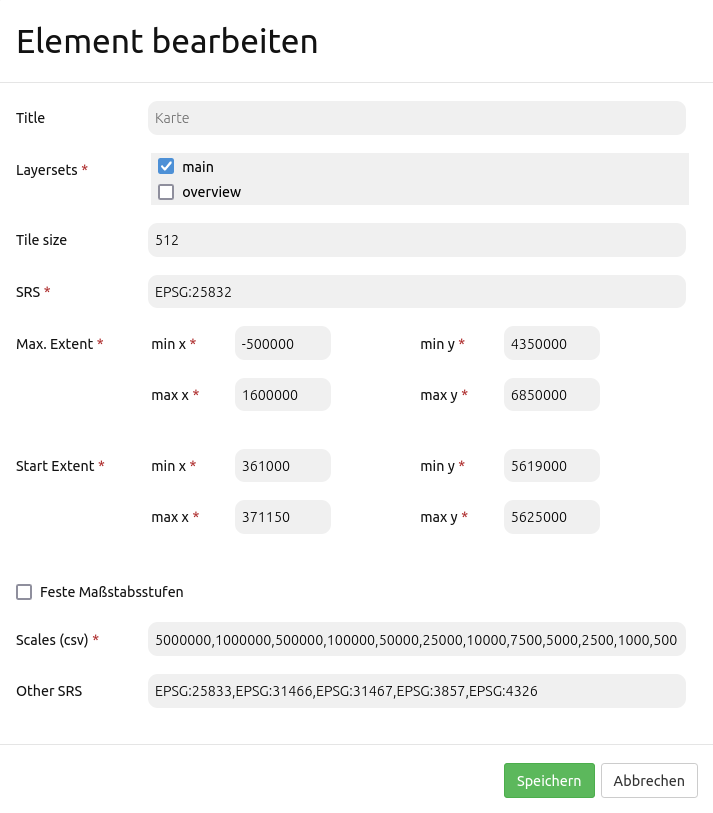 Element bearbeiten
Title Karte
Layersets * main
overview
Tile size 512
SRS * EPSG:25832
Max. Extent * min x * -500000 min y * 4350000
max x * 1600000 max y * 6850000
Start Extent * min x * 361000 min y * 5619000
max x * 371150 max y * 5625000
Feste Maßstabsstufen
Scales (csv) * 5000000,1000000,500000,100000,50000,25000,10000,7500,5000,2500,1000,500
Other SRS EPSG:25833,EPSG:31466,EPSG:31467,EPSG:3857,EPSG:4326
Speichern Abbrechen